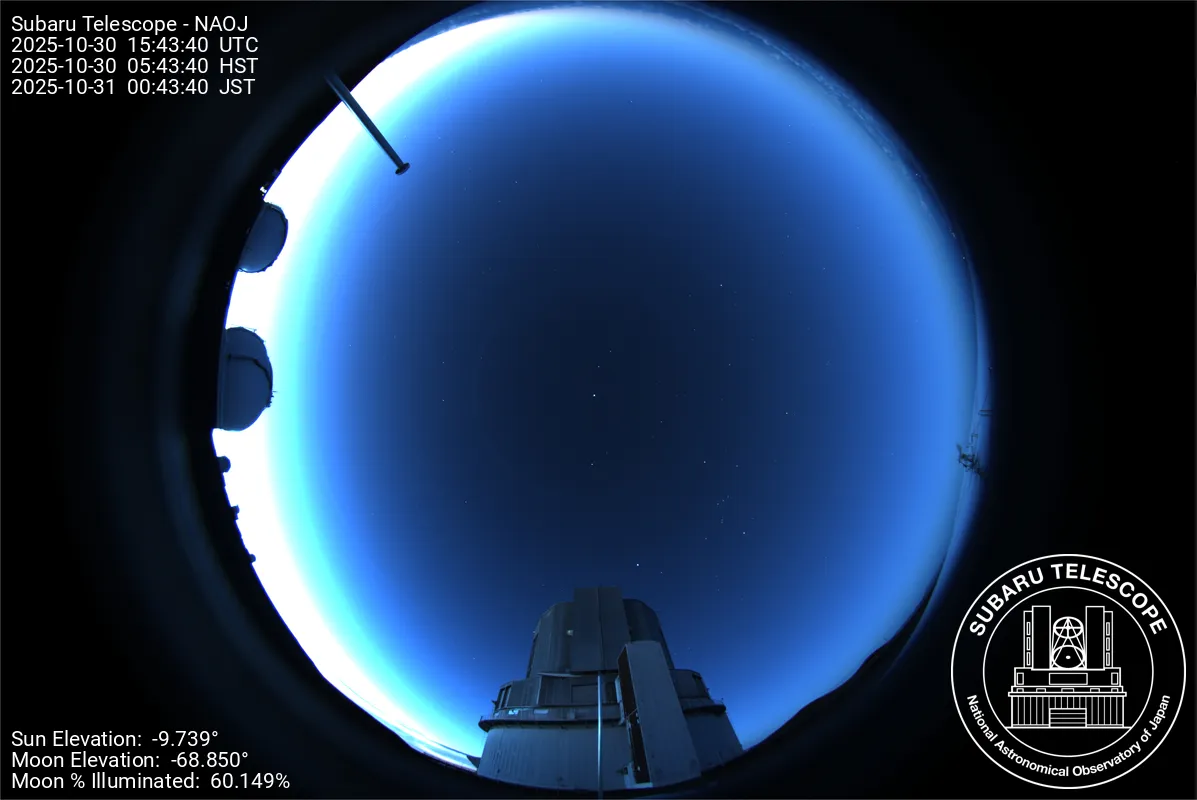 Subaru Telescope - NAOJ
2025-10-30  15:43:40  UTC
2025-10-30  05:43:40  HST
2025-10-31  00:43:40  JST
Sun Elevation:  -9.739°
Moon Elevation:  -68.850°
Moon % Illuminated:  60.149%
SUBARU TELESCOPE
National Astronomical Observatory of Japan